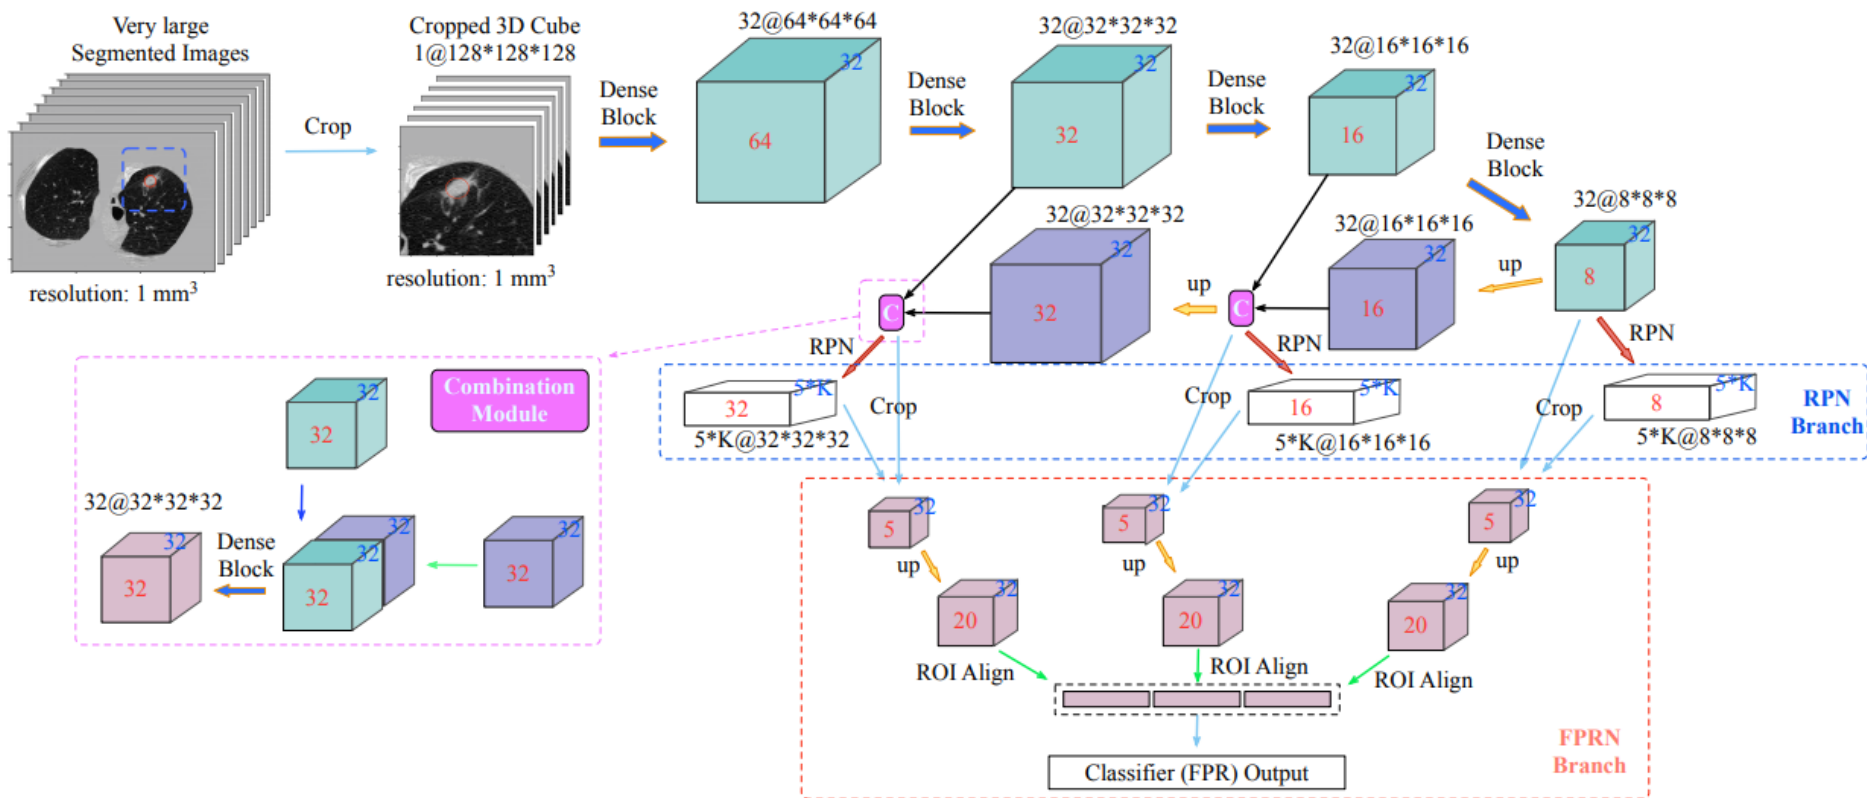 Very large
Segmented Images
Cropped 3D Cube
1@128*128*128
32@64*64*64
32@32*32*32
32@16*16*16
Crop
Dense
Block
Dense
Block
Dense
Block
Dense
Block
32
64
32
32
32
16
resolution: 1 mm3
resolution: 1 mm3
32@32*32*32
32@16*16*16
32@8*8*8
32
32
32
16
32
8
up
up
C
C
RPN
RPN
RPN
Combination
Module
32
32
32@32*32*32
32
32
Dense
Block
32
32
32
32
32
5*K
32
5*K@32*32*32
5*K
16
5*K@16*16*16
5*K
8
5*K@8*8*8
Crop
Crop
Crop
RPN
Branch
32
5
32
5
32
5
up
up
up
32
20
32
20
32
20
ROI Align
ROI Align
ROI Align
Classifier (FPR) Output
FPRN
Branch